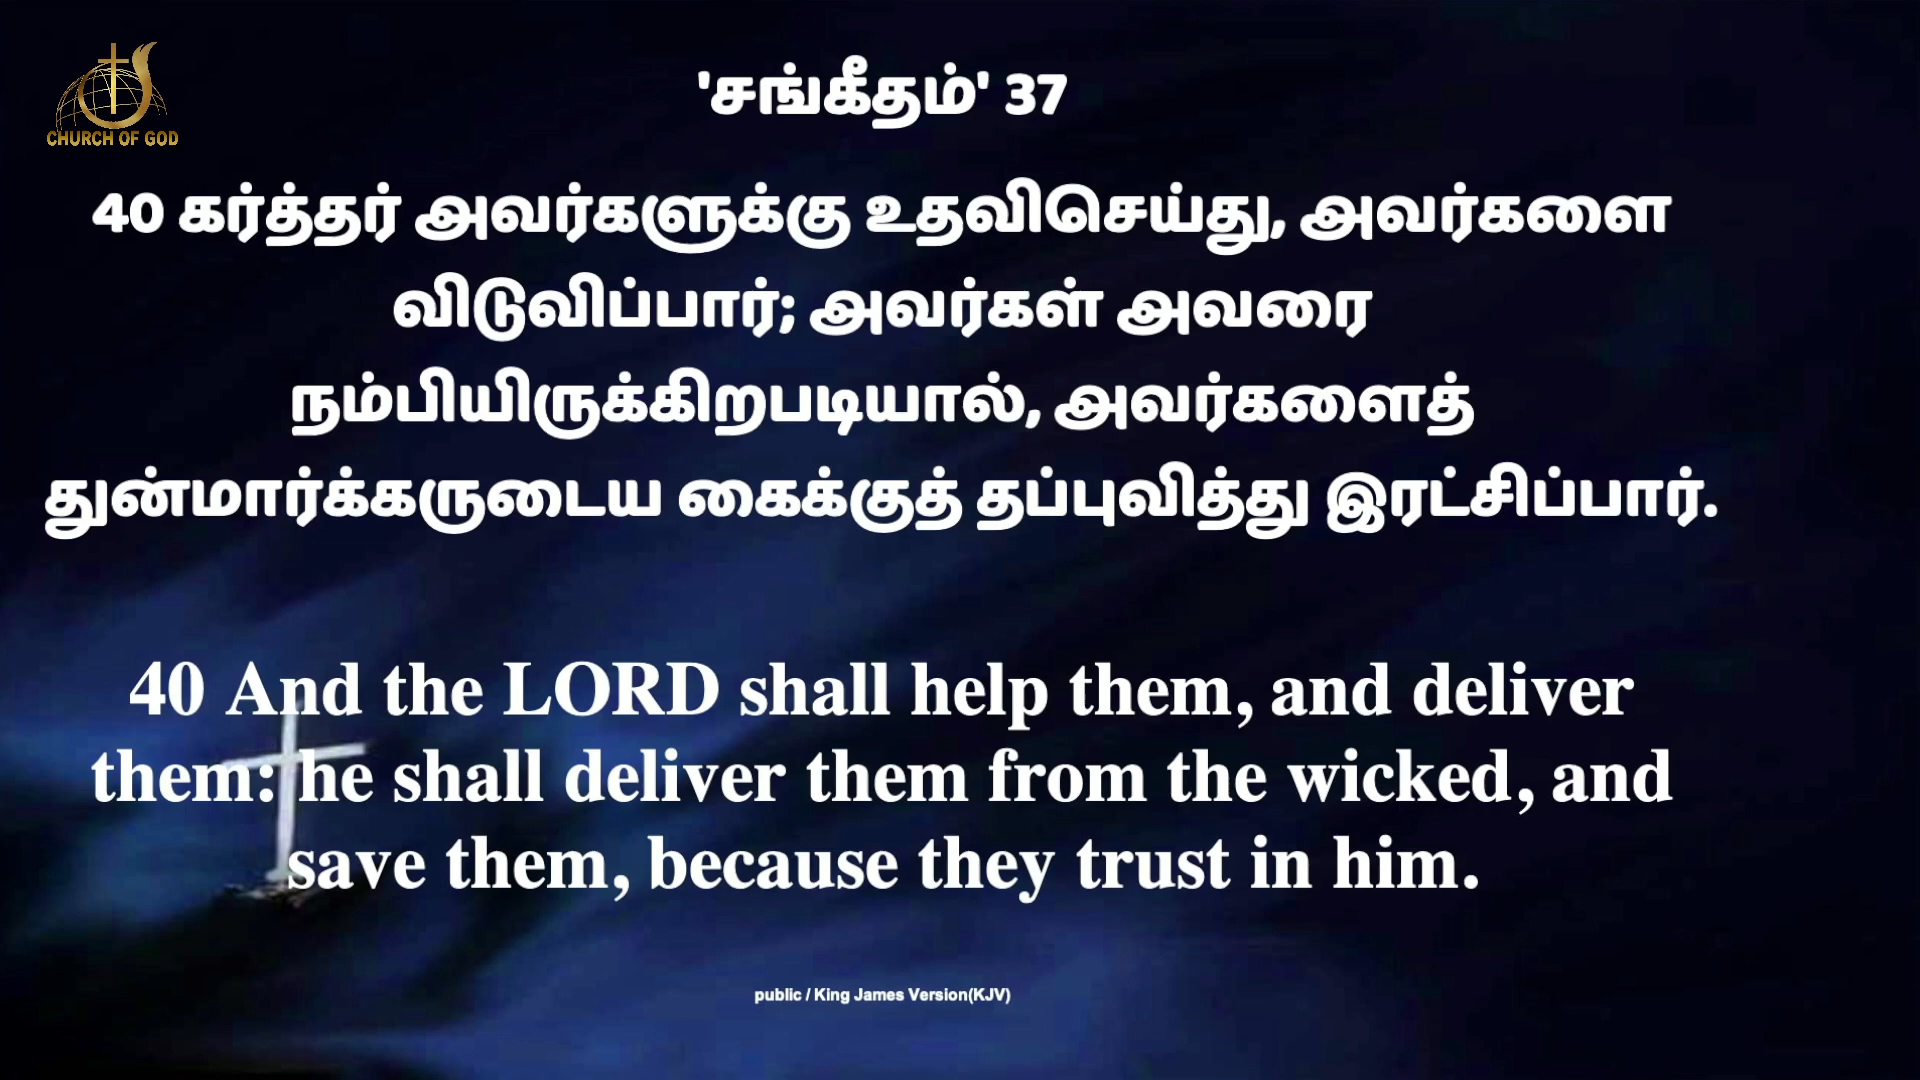 CHURCH OF GOD
'சங்கீதம்' 37
40 கர்த்தர் அவர்களுக்கு உதவிசெய்து, அவர்களை
விடுவிப்பார்; அவர்கள் அவரை
நம்பியிருக்கிறபடியால், அவர்களைத்
துன்மார்க்கருடைய கைக்குத் தப்புவித்து இரட்சிப்பார்.
40 And the LORD shall help them, and deliver
them: he shall deliver them from the wicked, and
save them, because they trust in him.
public / King James Version(KJV)